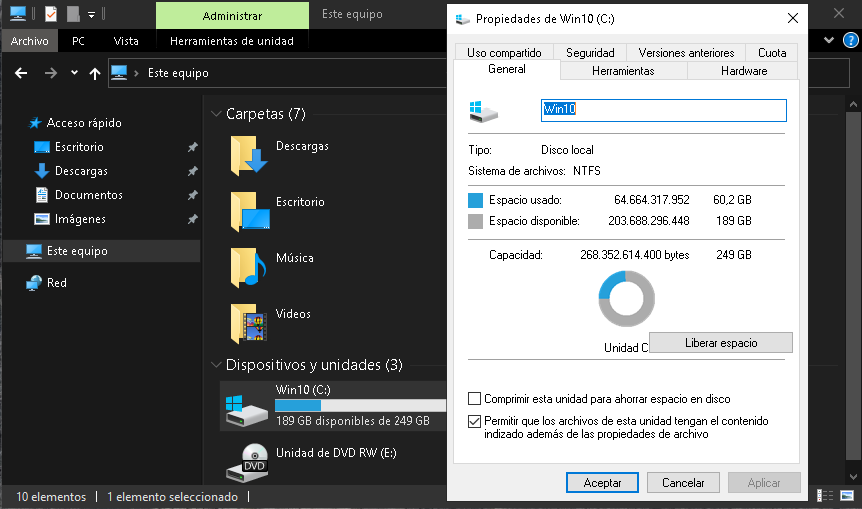 Administrar
Este equipo
Archivo
PC
Vista
Herramientas de unidad
Este equipo
Acceso rápido
Escritorio
Descargas
Documentos
Imágenes
Este equipo
Red
Carpetas (7)
Descargas
Escritorio
Música
Videos
Dispositivos y unidades (3)
Win10 (C:)
189 GB disponibles de 249 GB
Unidad de DVD RW (E:)
DVD
10 elementos
1 elemento seleccionado
Propiedades de Win10 (C:)
Uso compartido
Seguridad
Versiones anteriores
Cuota
General
Herramientas
Hardware
Win10
Tipo: Disco local
Sistema de archivos: NTFS
Espacio usado: 64.664.317.952 60,2 GB
Espacio disponible: 203.688.296.448 189 GB
Capacidad: 268.352.614.400 bytes 249 GB
Unidad C
Liberar espacio
Comprimir esta unidad para ahorrar espacio en disco
Permitir que los archivos de esta unidad tengan el contenido
indizado además de las propiedades de archivo
Aceptar
Cancelar
Aplicar